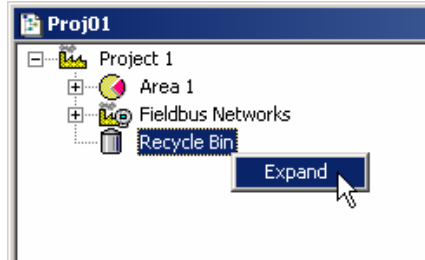 Proj01
Project 1
Area 1
Fieldbus Networks
Recycle Bin
Expand